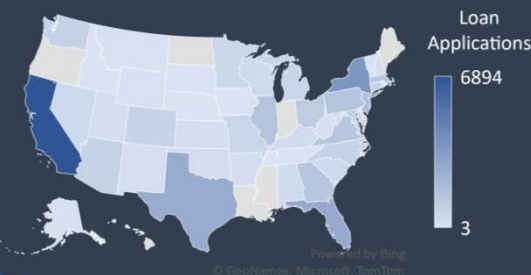 Loan
Applications
6894
3
Powered by Bing
© GeoNames, Microsoft, TomTom